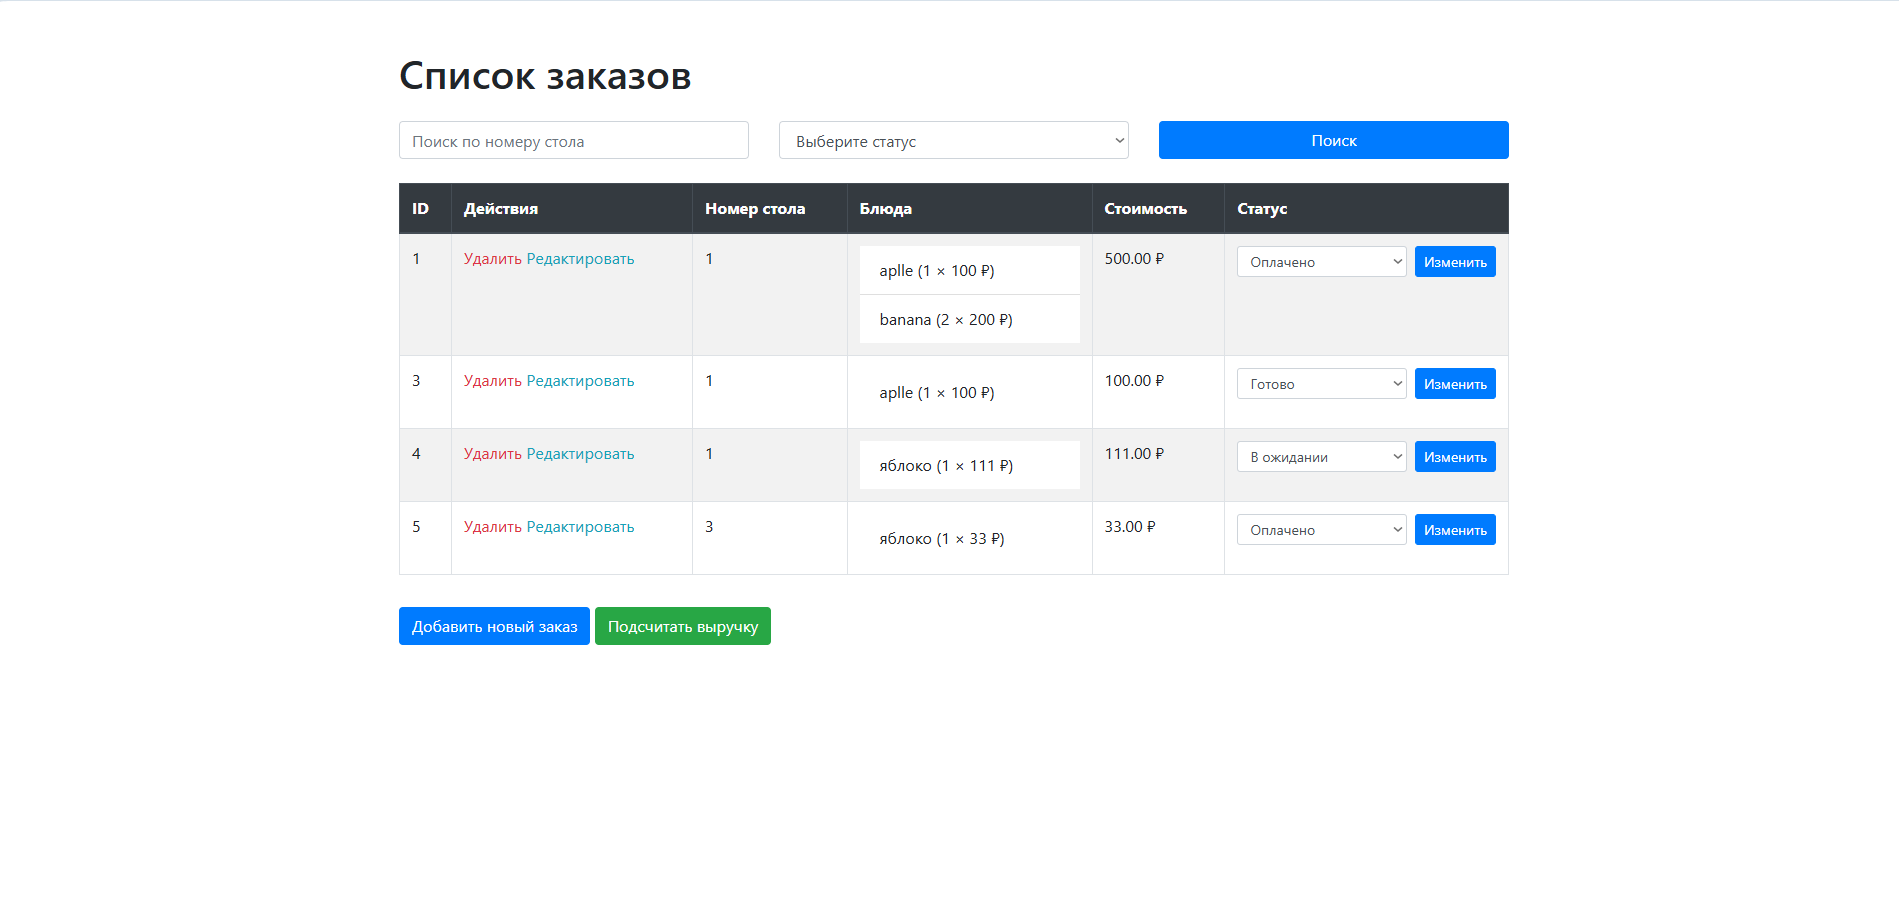 Список заказов
Поиск по номеру стола Выберите статус Поиск
ID Действия Номер стола Блюда Стоимость Статус
1 Удалить Редактировать 1 aplle (1 × 100 ₽) 500.00 ₽ Оплачено Изменить
banana (2 × 200 ₽)
3 Удалить Редактировать 1 aplle (1 × 100 ₽) 100.00 ₽ Готово Изменить
4 Удалить Редактировать 1 яблоко (1 × 111 ₽) 111.00 ₽ В ожидании Изменить
5 Удалить Редактировать 3 яблоко (1 × 33 ₽) 33.00 ₽ Оплачено Изменить
Добавить новый заказ Подсчитать выручку